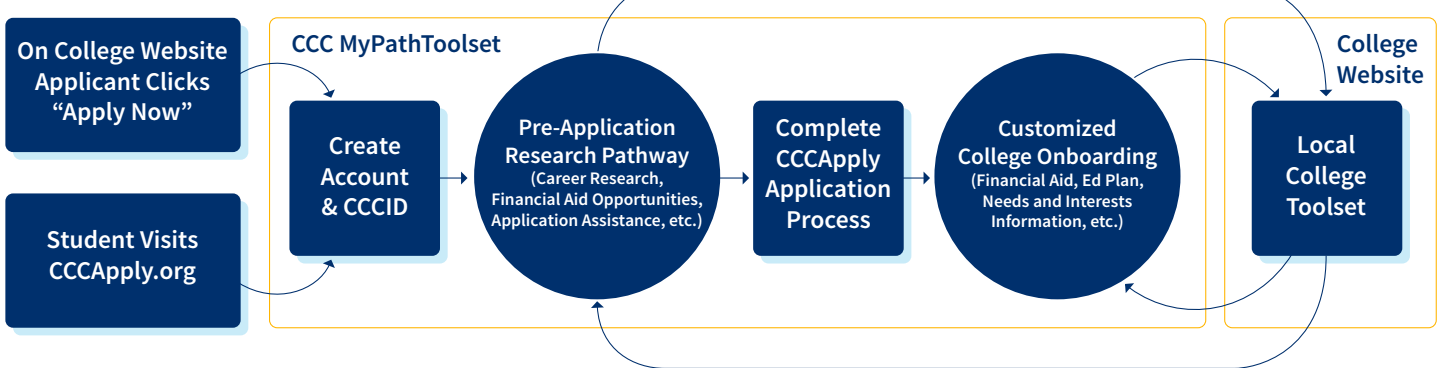 On College Website
Applicant Clicks
“Apply Now”
Student Visits
CCCApply.org
CCC MyPathToolset
Create
Account
& CCCID
Pre-Application
Research Pathway
(Career Research,
Financial Aid Opportunities,
Application Assistance, etc.)
Complete
CCCApply
Application
Process
Customized
College Onboarding
(Financial Aid, Ed Plan,
Needs and Interests
Information, etc.)
College
Website
Local
College
Toolset